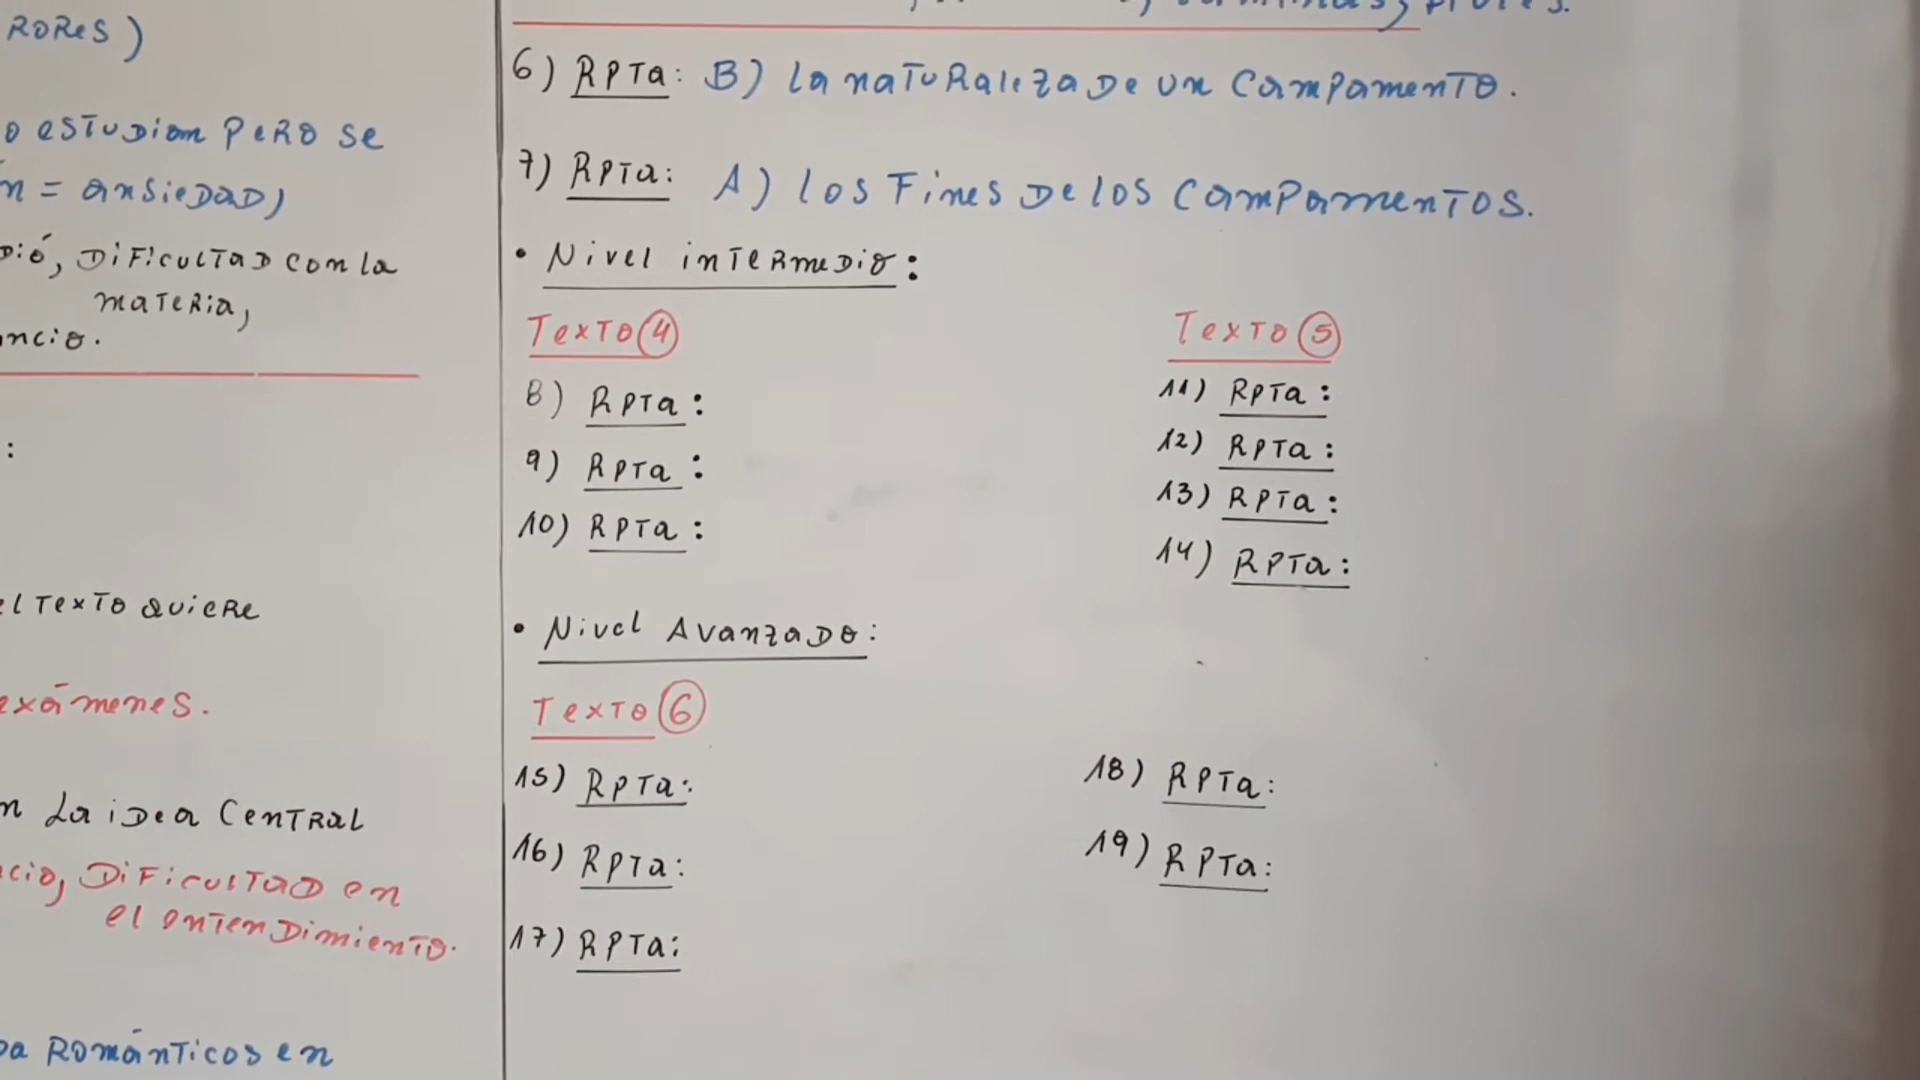 RORES)
o estudian pero se
n = ansiedad)
dió, dificultad con la
materia,
ncio.
:
el texto quiere
exámenes.
n La idea Central
cio, Dificultad en
el entendimiento.
da Románticos en
6) Rpta: B) la naturaleza de un campamento.
7) Rpta: A) los fines de los campamentos.
• Nivel intermedio:
Texto 4
8) Rpta:
9) Rpta:
10) Rpta:
Texto 5
11) Rpta:
12) Rpta:
13) Rpta:
14) Rpta:
• Nivel Avanzado:
Texto 6
15) Rpta:
16) Rpta:
17) Rpta:
18) Rpta:
19) Rpta: